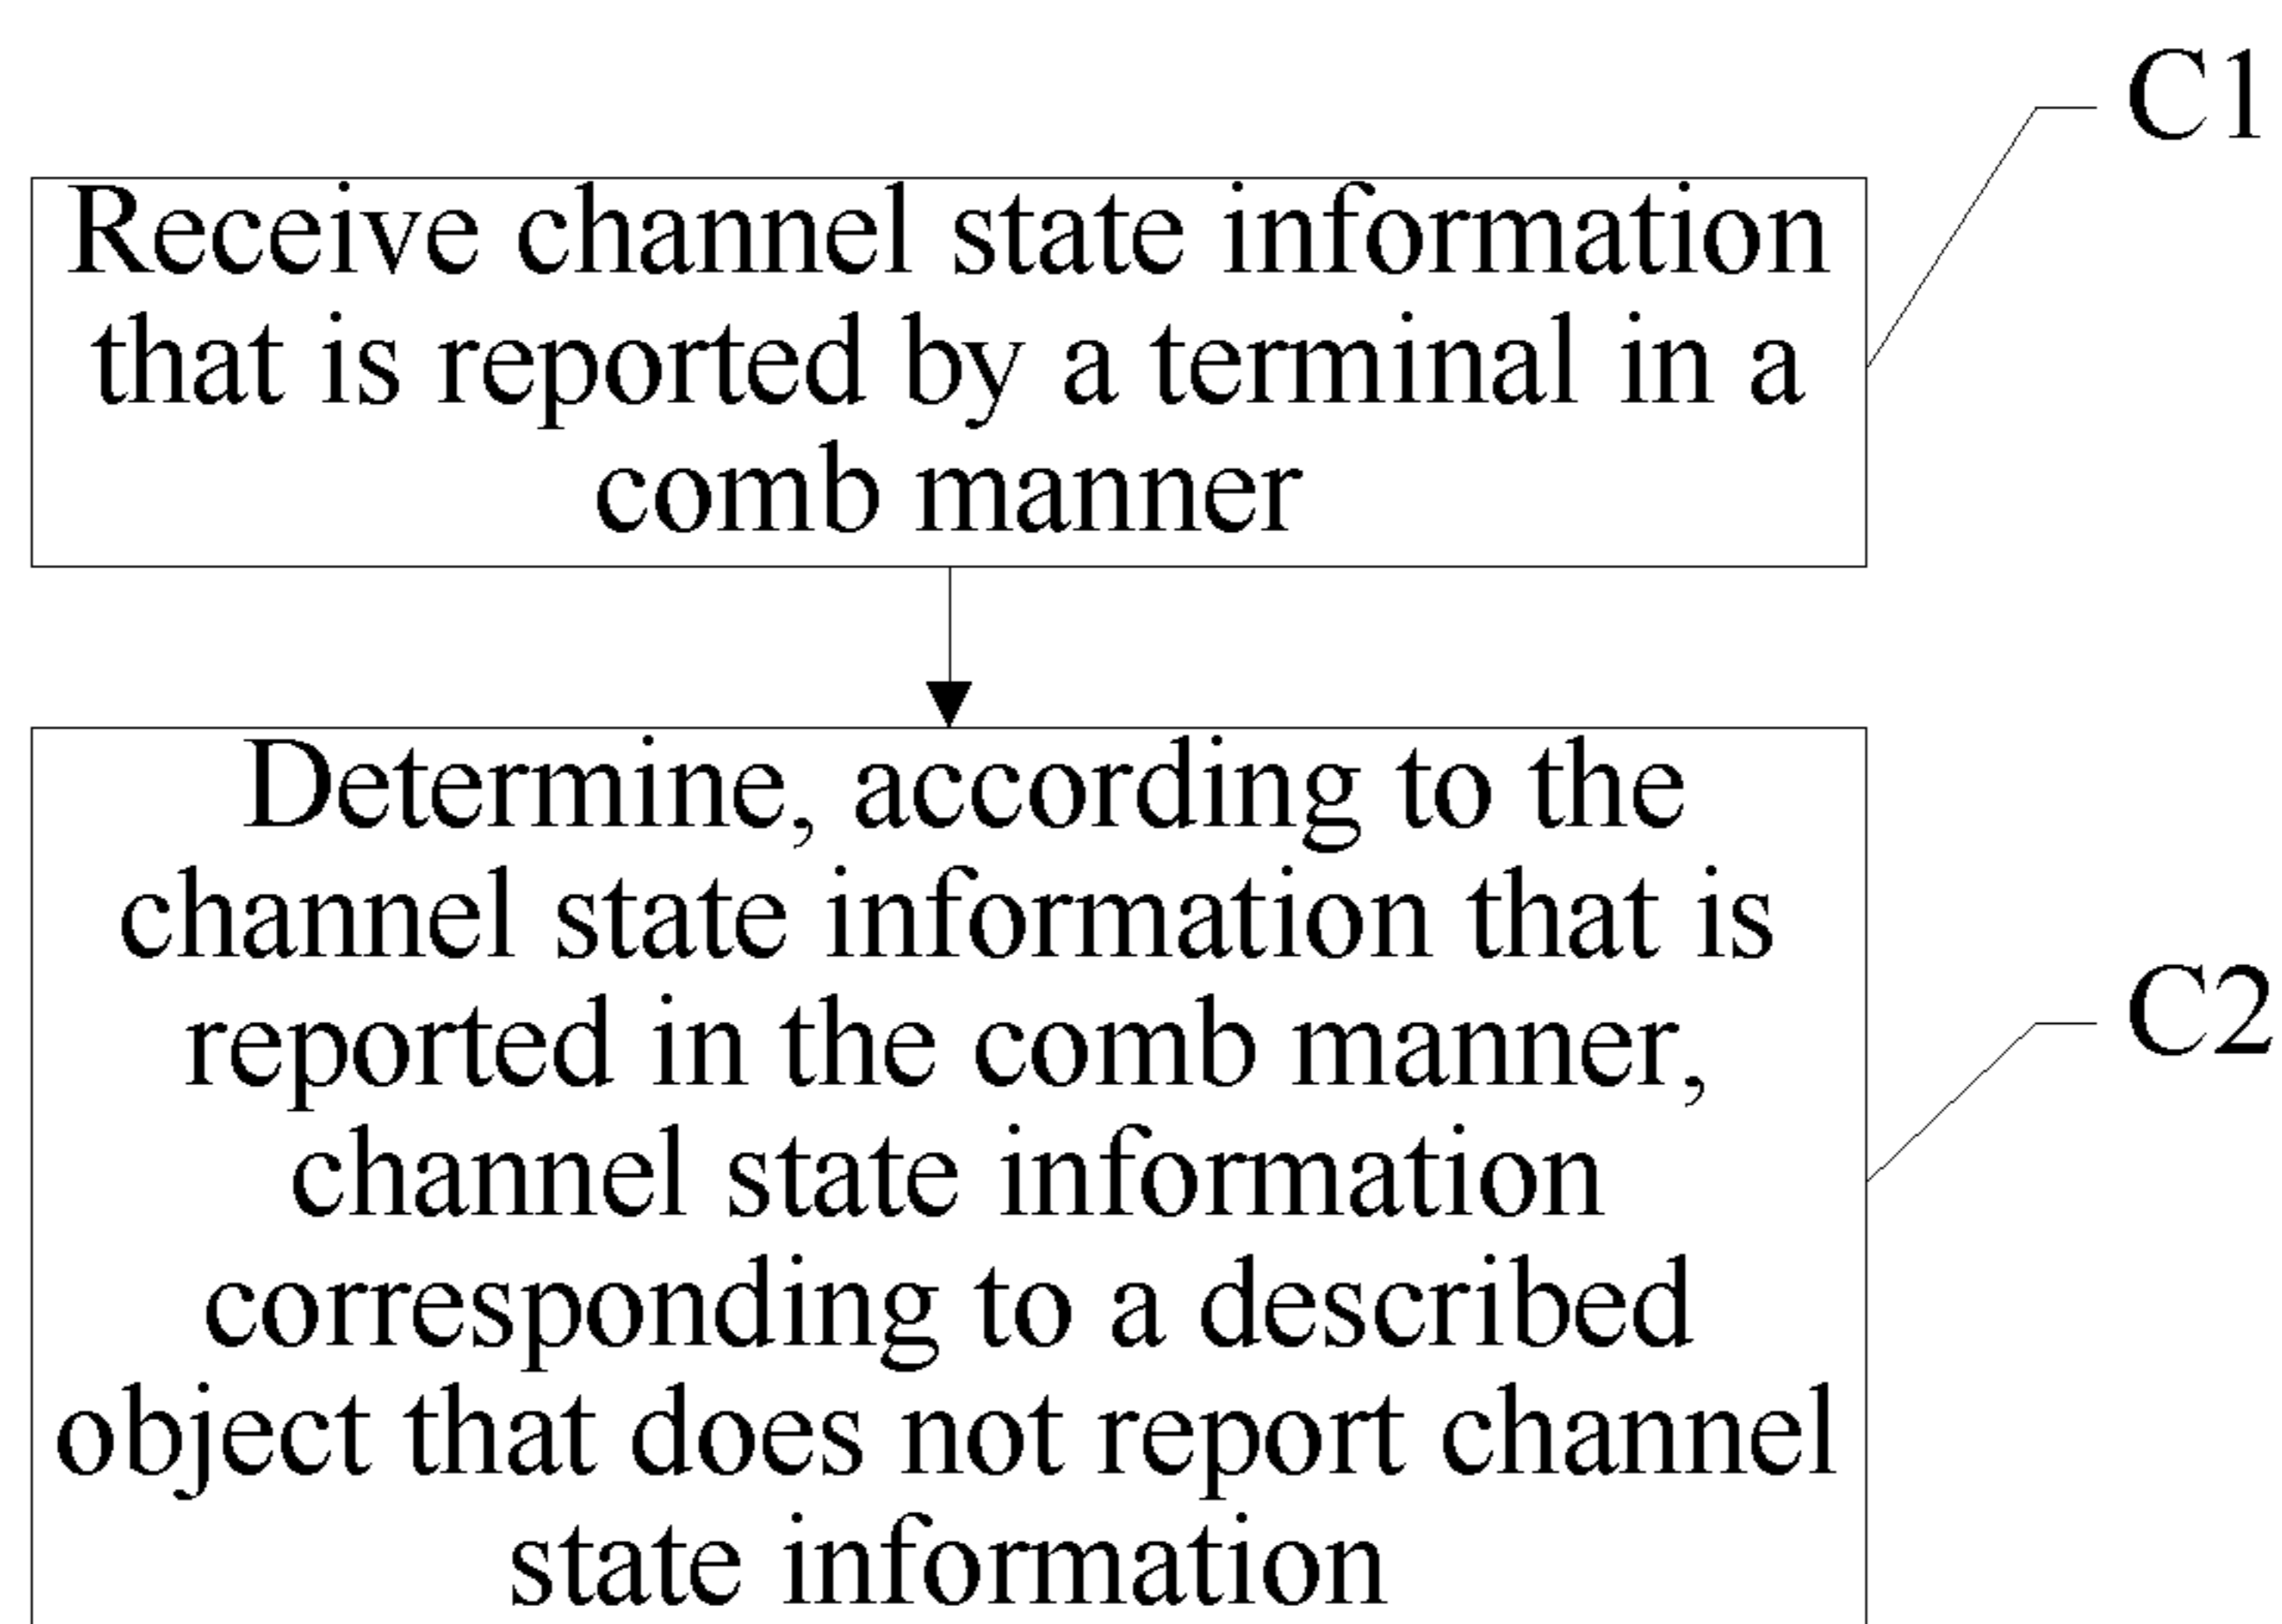 C1
Receive channel state information
that is reported by a terminal in a
comb manner
Determine, according to the
channel state information that is
reported in the comb manner,
C2
channel state information
corresponding to a described
object that does not report channel
state information